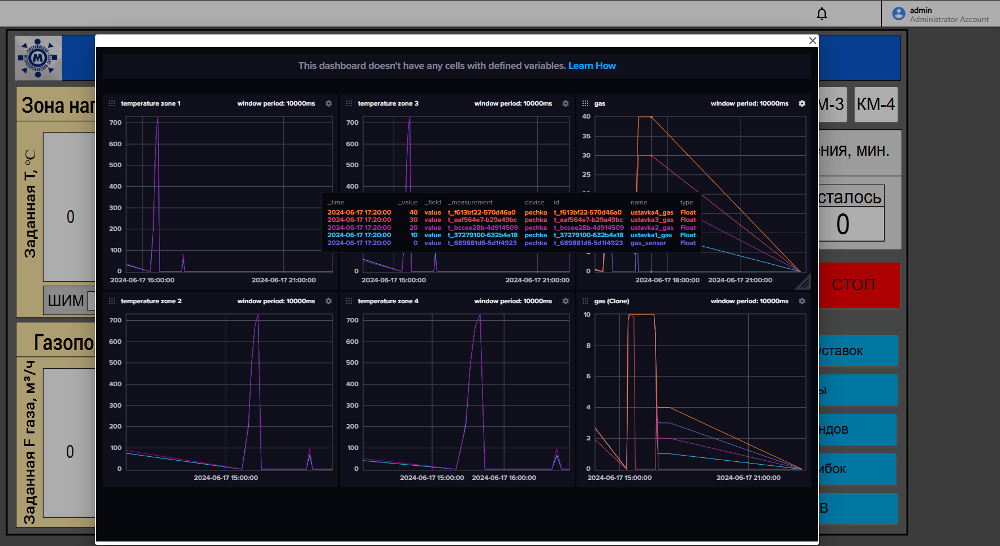 admin
Administrator Account
This dashboard doesn't have any cells with defined variables. Learn How
М-3
КМ-4
Зона
Заданная Т, °С
0
ШИМ
Заданная F газа, м³/ч
0
ения, мин.
сталось
0
СТОП
уставок
ндов
В
temperature zone 1
window period: 10000ms
700
600
500
400
300
200
100
0
2024-06-17 15:00:00
2024-06-17 21:00:00
temperature zone 3
window period: 10000ms
700
600
500
400
0
2024-06-17 15:00:00
2024-06-17 21:00:00
gas
window period: 10000ms
40
35
30
25
0
2024-06-17 18:00:00
2024-06-17 21:00:00
_time _value _field _measurement device id name type
2024-06-17 17:20:00 40 value t_f613bf22-570d46a0 pechka t_f613bf22-570d46a0 ustavka4_gas Float
2024-06-17 17:20:00 30 value t_eaf564e7-b29a49bc pechka t_eaf564e7-b29a49bc ustavka3_gas Float
2024-06-17 17:20:00 20 value t_bccee28b-4d914509 pechka t_bccee28b-4d914509 ustavka2_gas Float
2024-06-17 17:20:00 10 value t_37279100-632b4a18 pechka t_37279100-632b4a18 ustavka1_gas Float
2024-06-17 17:20:00 0 value t_689881d6-5d1f4923 pechka t_689881d6-5d1f4923 gas_sensor Float
temperature zone 2
window period: 10000ms
700
600
500
400
300
200
100
0
2024-06-17 15:00:00
temperature zone 4
window period: 10000ms
700
600
500
400
300
200
100
0
2024-06-17 15:00:00
2024-06-17 16:00:00
gas (Clone)
window period: 10000ms
10
8
6
4
2
0
2024-06-17 15:00:00
2024-06-17 21:00:00